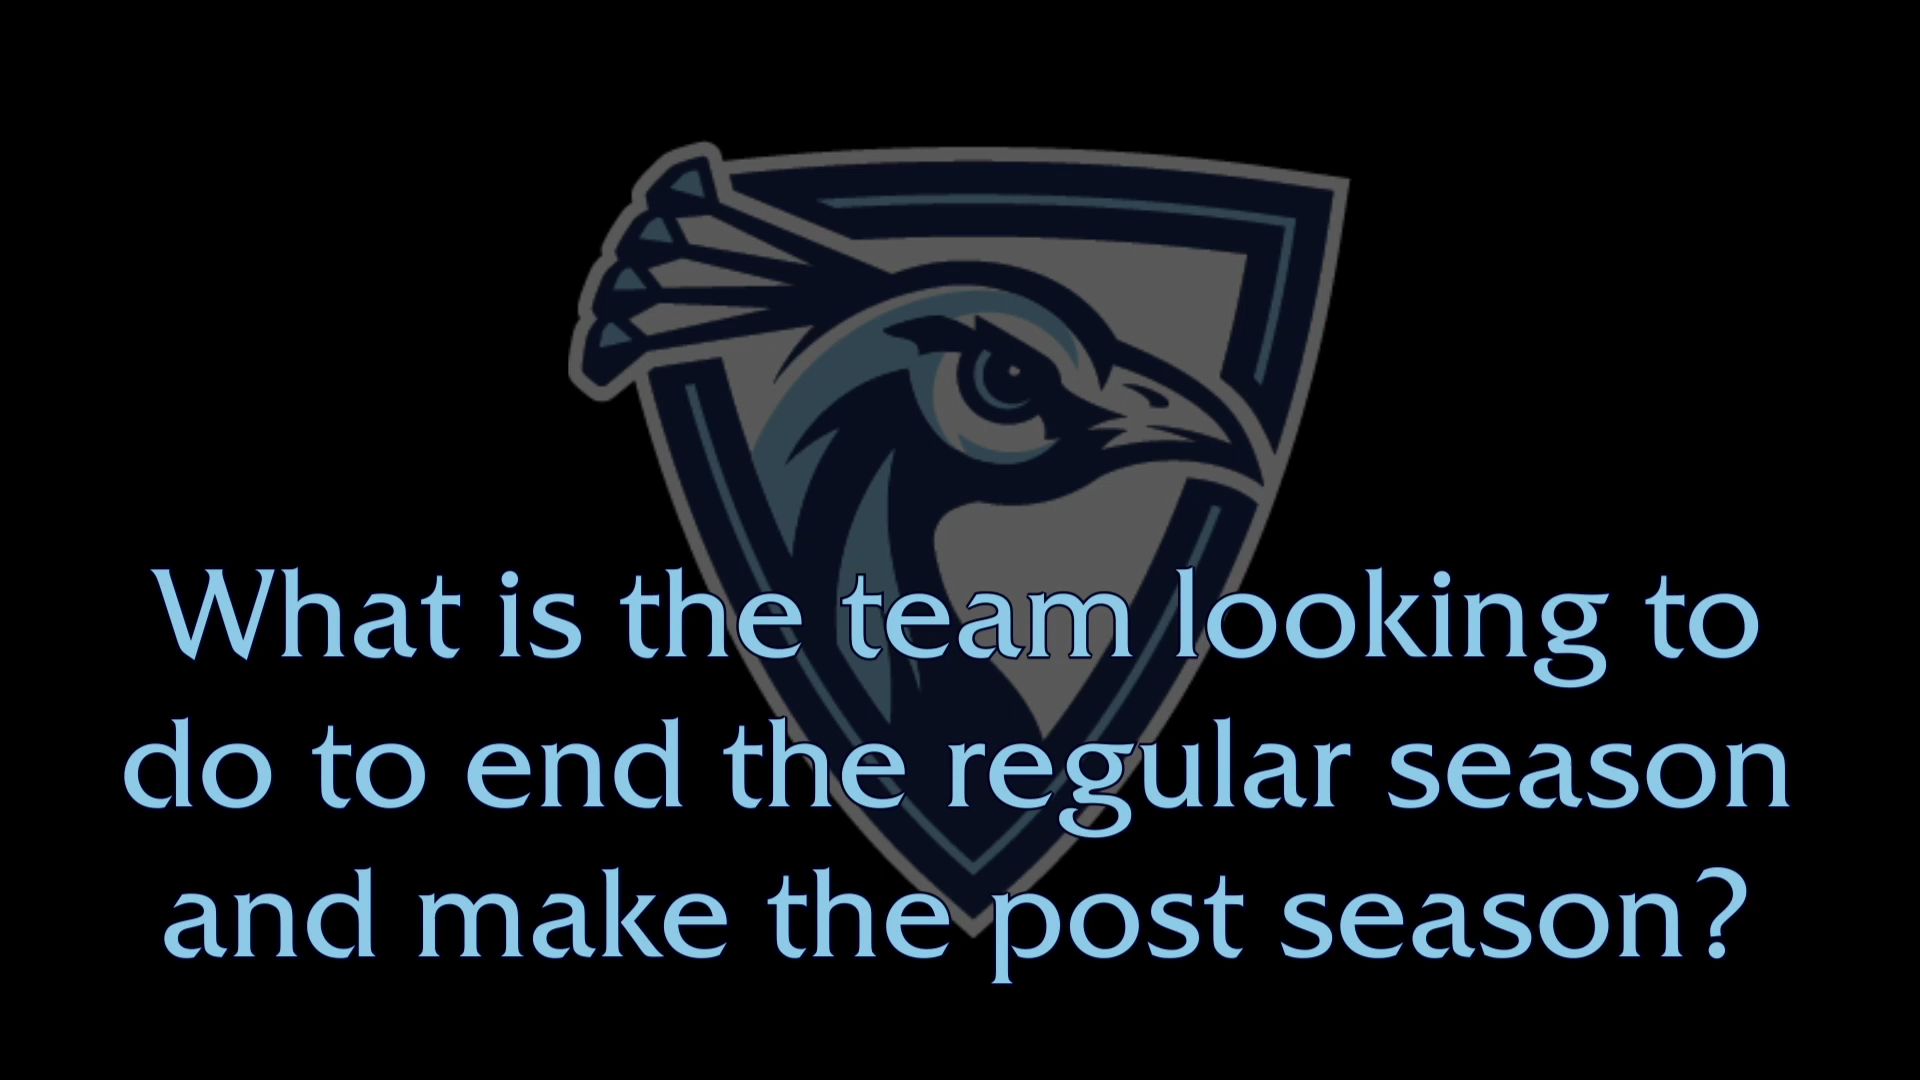 What is the team looking to
do to end the regular season
and make the post season?